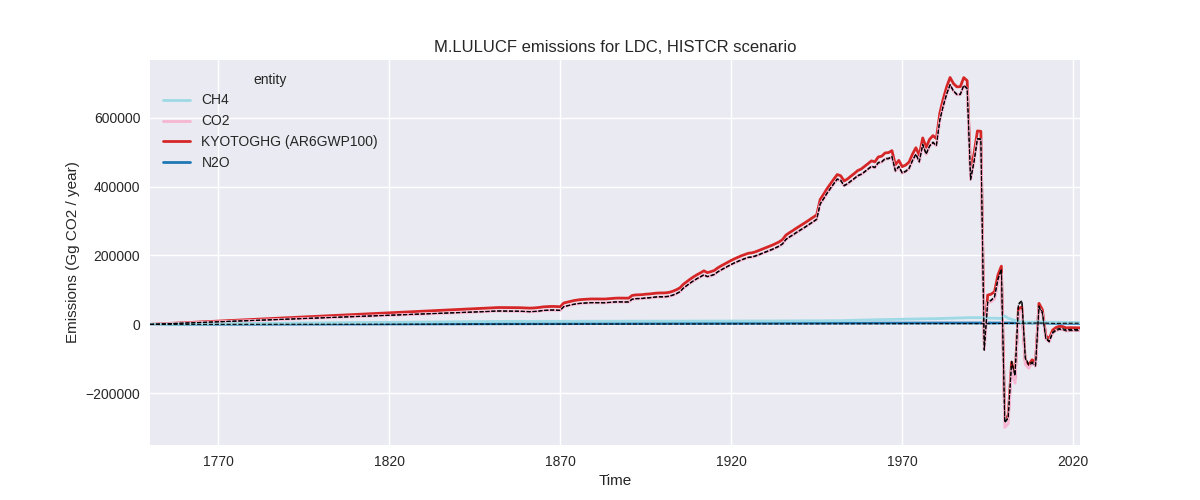 M.LULUCF emissions for LDC, HISTCR scenario
entity
CH4
CO2
KYOTOGHG (AR6GWP100)
N2O
Emissions (Gg CO2 / year)
600000
400000
200000
0
−200000
1770
1820
1870
1920
1970
2020
Time